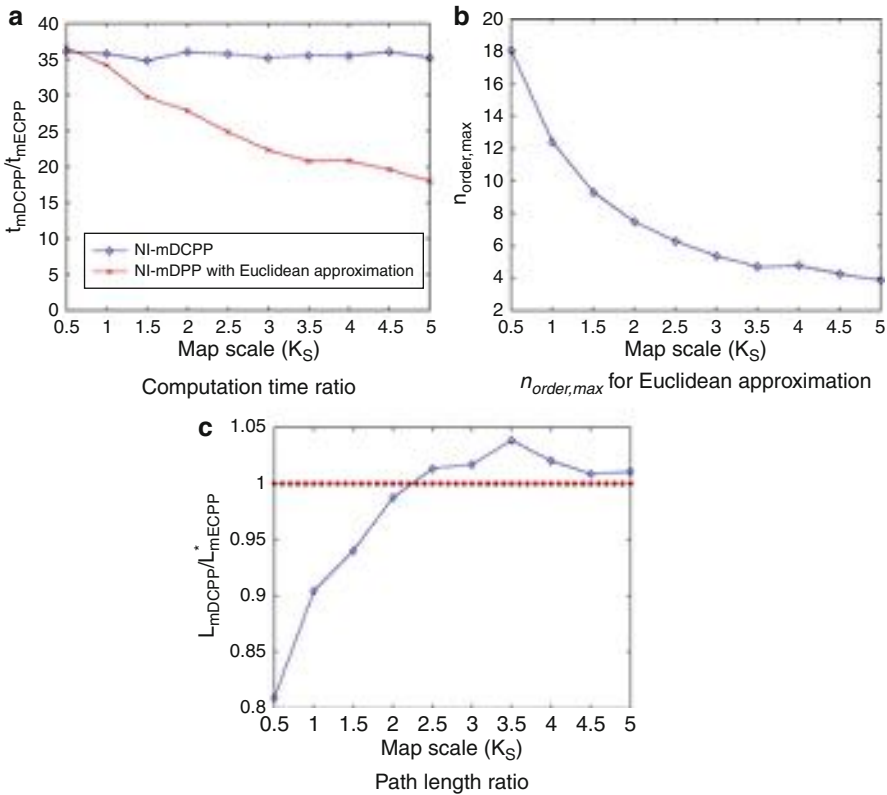 a
40
35
30
25
20
15
10
5
0
t_mDCPP/t_mECPP
NI-mDCPP
NI-mDPP with Euclidean approximation
0.5 1 1.5 2 2.5 3 3.5 4 4.5 5
Map scale (K_S)
Computation time ratio
b
20
18
16
14
12
10
8
6
4
2
n_order,max
0.5 1 1.5 2 2.5 3 3.5 4 4.5 5
Map scale (K_S)
n_order,max for Euclidean approximation
c
1.05
1
0.95
0.9
0.85
0.8
L_mDCPP/L*_mECPP
0.5 1 1.5 2 2.5 3 3.5 4 4.5 5
Map scale (K_S)
Path length ratio